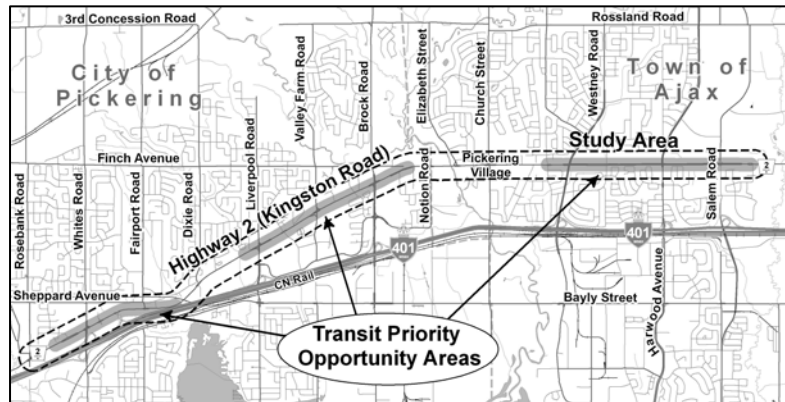 3rd Concession Road
Rossland Road
City of
Pickering
Valley Farm Road
Brock Road
Elizabeth Street
Church Street
Westney Road
Town of
Ajax
Study Area
Finch Avenue
Liverpool Road
Pickering
Village
2
Rosebank Road
Whites Road
Fairport Road
Dixie Road
Highway 2 (Kingston Road)
Notion Road
Salem Road
401
401
CN Rail
Sheppard Avenue
Bayly Street
Harwood Avenue
2
Transit Priority
Opportunity Areas